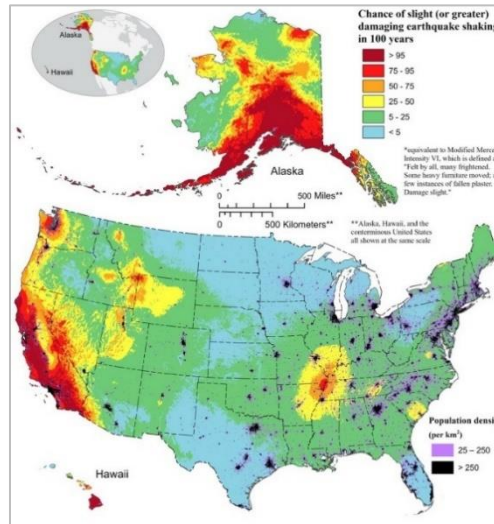 Alaska
Hawaii
Chance of slight (or greater)
damaging earthquake shaking
in 100 years
> 95
75 - 95
50 - 75
25 - 50
5 - 25
< 5
*equivalent to Modified
Intensity VI, which is defined
"Felt by all, many frightened.
Some heavy furniture moved;
few instances of fallen plaster.
Damage slight."
Alaska
0 500 Miles**
0 500 Kilometers**
**Alaska, Hawaii, and the
conterminous United States
all shown at the same scale
Hawaii
Population
(per km²)
25 – 250
> 250